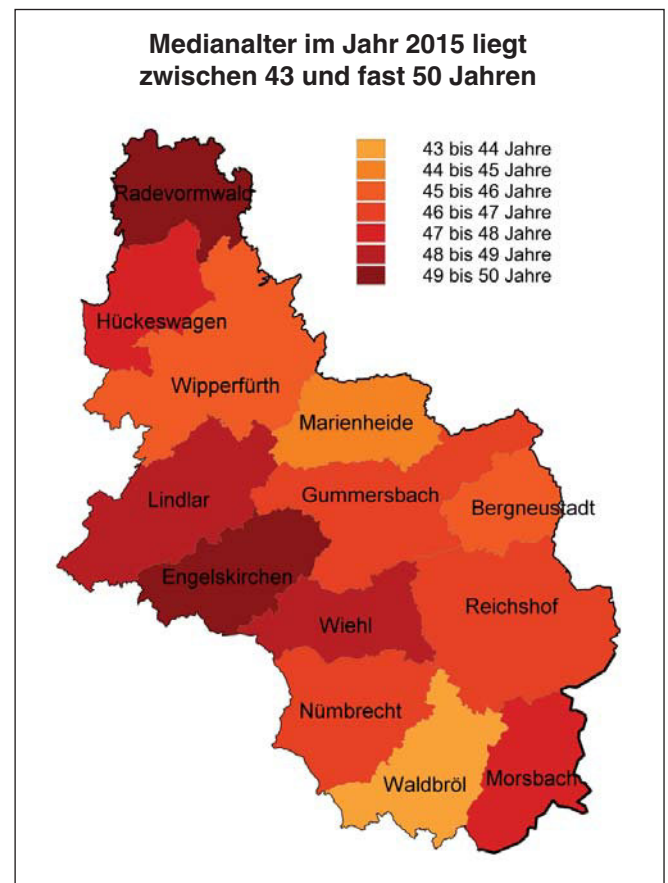 Medianalter im Jahr 2015 liegt
zwischen 43 und fast 50 Jahren
43 bis 44 Jahre
44 bis 45 Jahre
45 bis 46 Jahre
46 bis 47 Jahre
47 bis 48 Jahre
48 bis 49 Jahre
49 bis 50 Jahre
Radevormwald
Hückeswagen
Wipperfürth
Marienheide
Lindlar
Gummersbach
Bergneustadt
Engelskirchen
Wiehl
Reichshof
Nümbrecht
Waldbröl
Morsbach